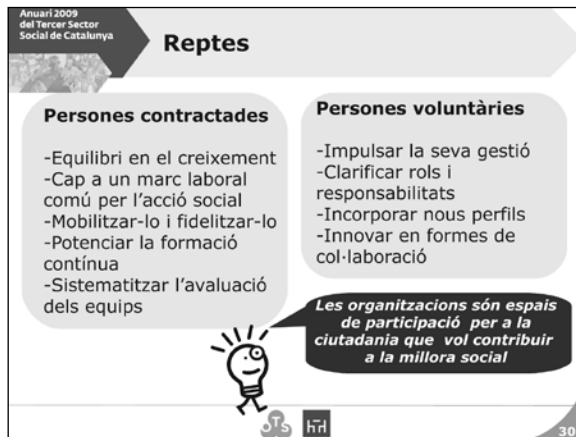 Anuari 2009
del Tercer Sector
Social de Catalunya
Reptes
Persones contractades
-Equilibri en el creixement
-Cap a un marc laboral
comú per l'acció social
-Mobilitzar-lo i fidelitzar-lo
-Potenciar la formació
contínua
-Sistematitzar l'avaluació
dels equips
Persones voluntàries
-Impulsar la seva gestió
-Clarificar rols i
responsabilitats
-Incorporar nous perfils
-Innovar en formes de
col·laboració
Les organitzacions són espais
de participació per a la
ciutadania que vol contribuir
a la millora social
OTS
30